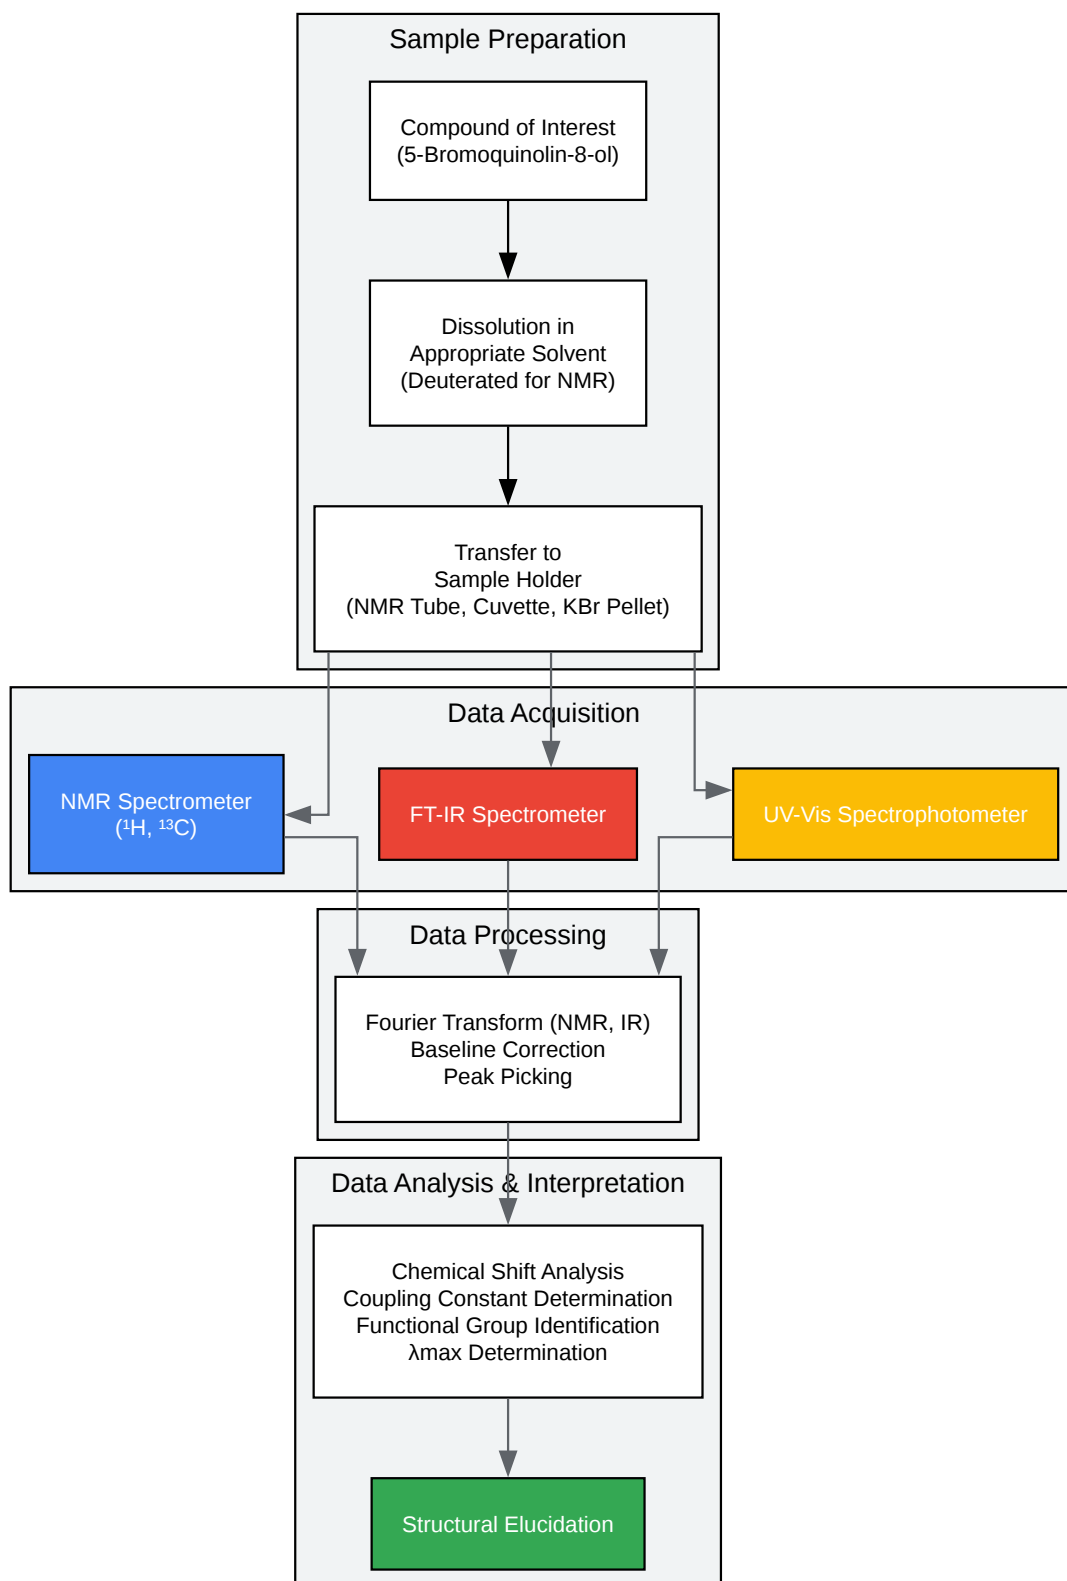 Sample Preparation
Compound of Interest
(5-Bromoquinolin-8-ol)
Dissolution in
Appropriate Solvent
(Deuterated for NMR)
Transfer to
Sample Holder
(NMR Tube, Cuvette, KBr Pellet)
Data Acquisition
NMR Spectrometer
(¹H, ¹³C)
FT-IR Spectrometer
UV-Vis Spectrophotometer
Data Processing
Fourier Transform (NMR, IR)
Baseline Correction
Peak Picking
Data Analysis & Interpretation
Chemical Shift Analysis
Coupling Constant Determination
Functional Group Identification
λmax Determination
Structural Elucidation